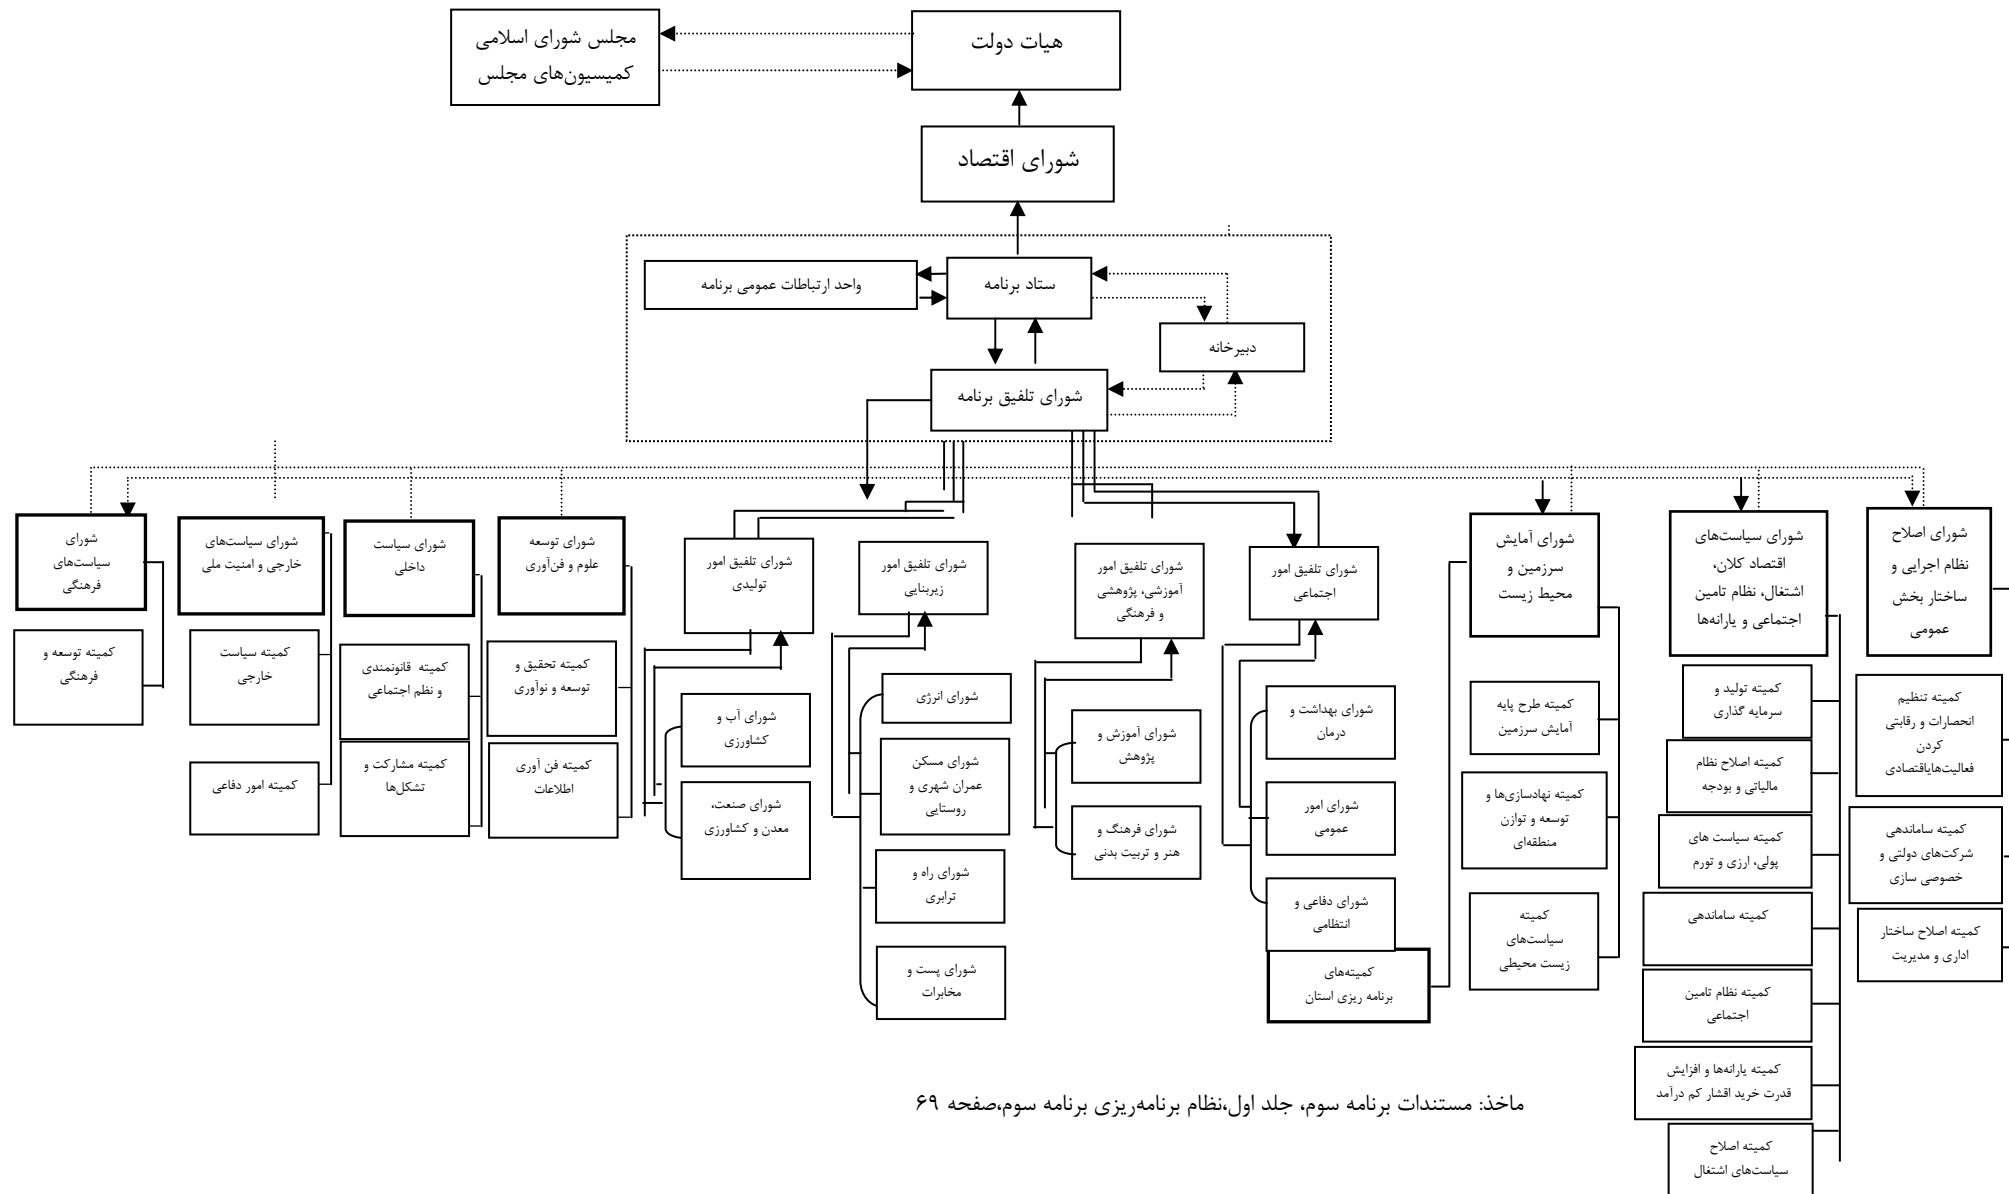 هیات دولت
مجلس شورای اسلامی
کمیسیون‌های مجلس
شورای اقتصاد
ستاد برنامه
واحد ارتباطات عمومی برنامه
دبیرخانه
شورای تلفیق برنامه
شورای اصلاح
نظام اجرایی و
ساختار بخش
عمومی
کمیته تنظیم
انحصارات و رقابتی
کردن
فعالیت‌هایاقتصادی
کمیته ساماندهی
شرکت‌های دولتی و
خصوصی سازی
کمیته اصلاح ساختار
اداری و مدیریت
شورای سیاست‌های
اقتصاد کلان،
اشتغال، نظام تامین
اجتماعی و یارانه‌ها
کمیته تولید و
سرمایه گذاری
کمیته اصلاح نظام
مالیاتی و بودجه
کمیته سیاست های
پولی، ارزی و تورم
کمیته ساماندهی
کمیته نظام تامین
اجتماعی
کمیته یارانه‌ها و افزایش
قدرت خرید اقشار کم درآمد
کمیته اصلاح
سیاست‌های اشتغال
شورای آمایش
سرزمین و
محیط زیست
کمیته طرح پایه
آمایش سرزمین
کمیته نهادسازی‌ها و
توسعه و توازن
منطقه‌ای
کمیته
سیاست‌های
زیست محیطی
کمیته‌های
برنامه ریزی استان
شورای تلفیق امور
اجتماعی
شورای بهداشت و
درمان
شورای امور
عمومی
شورای دفاعی و
انتظامی
شورای تلفیق امور
آموزشی، پژوهشی
و فرهنگی
شورای آموزش و
پژوهش
شورای فرهنگ و
هنر و تربیت بدنی
شورای تلفیق امور
زیربنایی
شورای انرژی
شورای مسکن
عمران شهری و
روستایی
شورای راه و
ترابری
شورای پست و
مخابرات
شورای تلفیق امور
تولیدی
شورای آب و
کشاورزی
شورای صنعت،
معدن و کشاورزی
شورای توسعه
علوم و فن‌آوری
کمیته تحقیق و
توسعه و نوآوری
کمیته فن آوری
اطلاعات
شورای سیاست
داخلی
کمیته قانونمندی
و نظم اجتماعی
کمیته مشارکت و
تشکل‌ها
شورای سیاست‌های
خارجی و امنیت ملی
کمیته سیاست
خارجی
کمیته امور دفاعی
شورای
سیاست‌های
فرهنگی
کمیته توسعه و
فرهنگی
ماخذ: مستندات برنامه سوم، جلد اول،نظام برنامه‌ریزی برنامه سوم،صفحه ۶۹